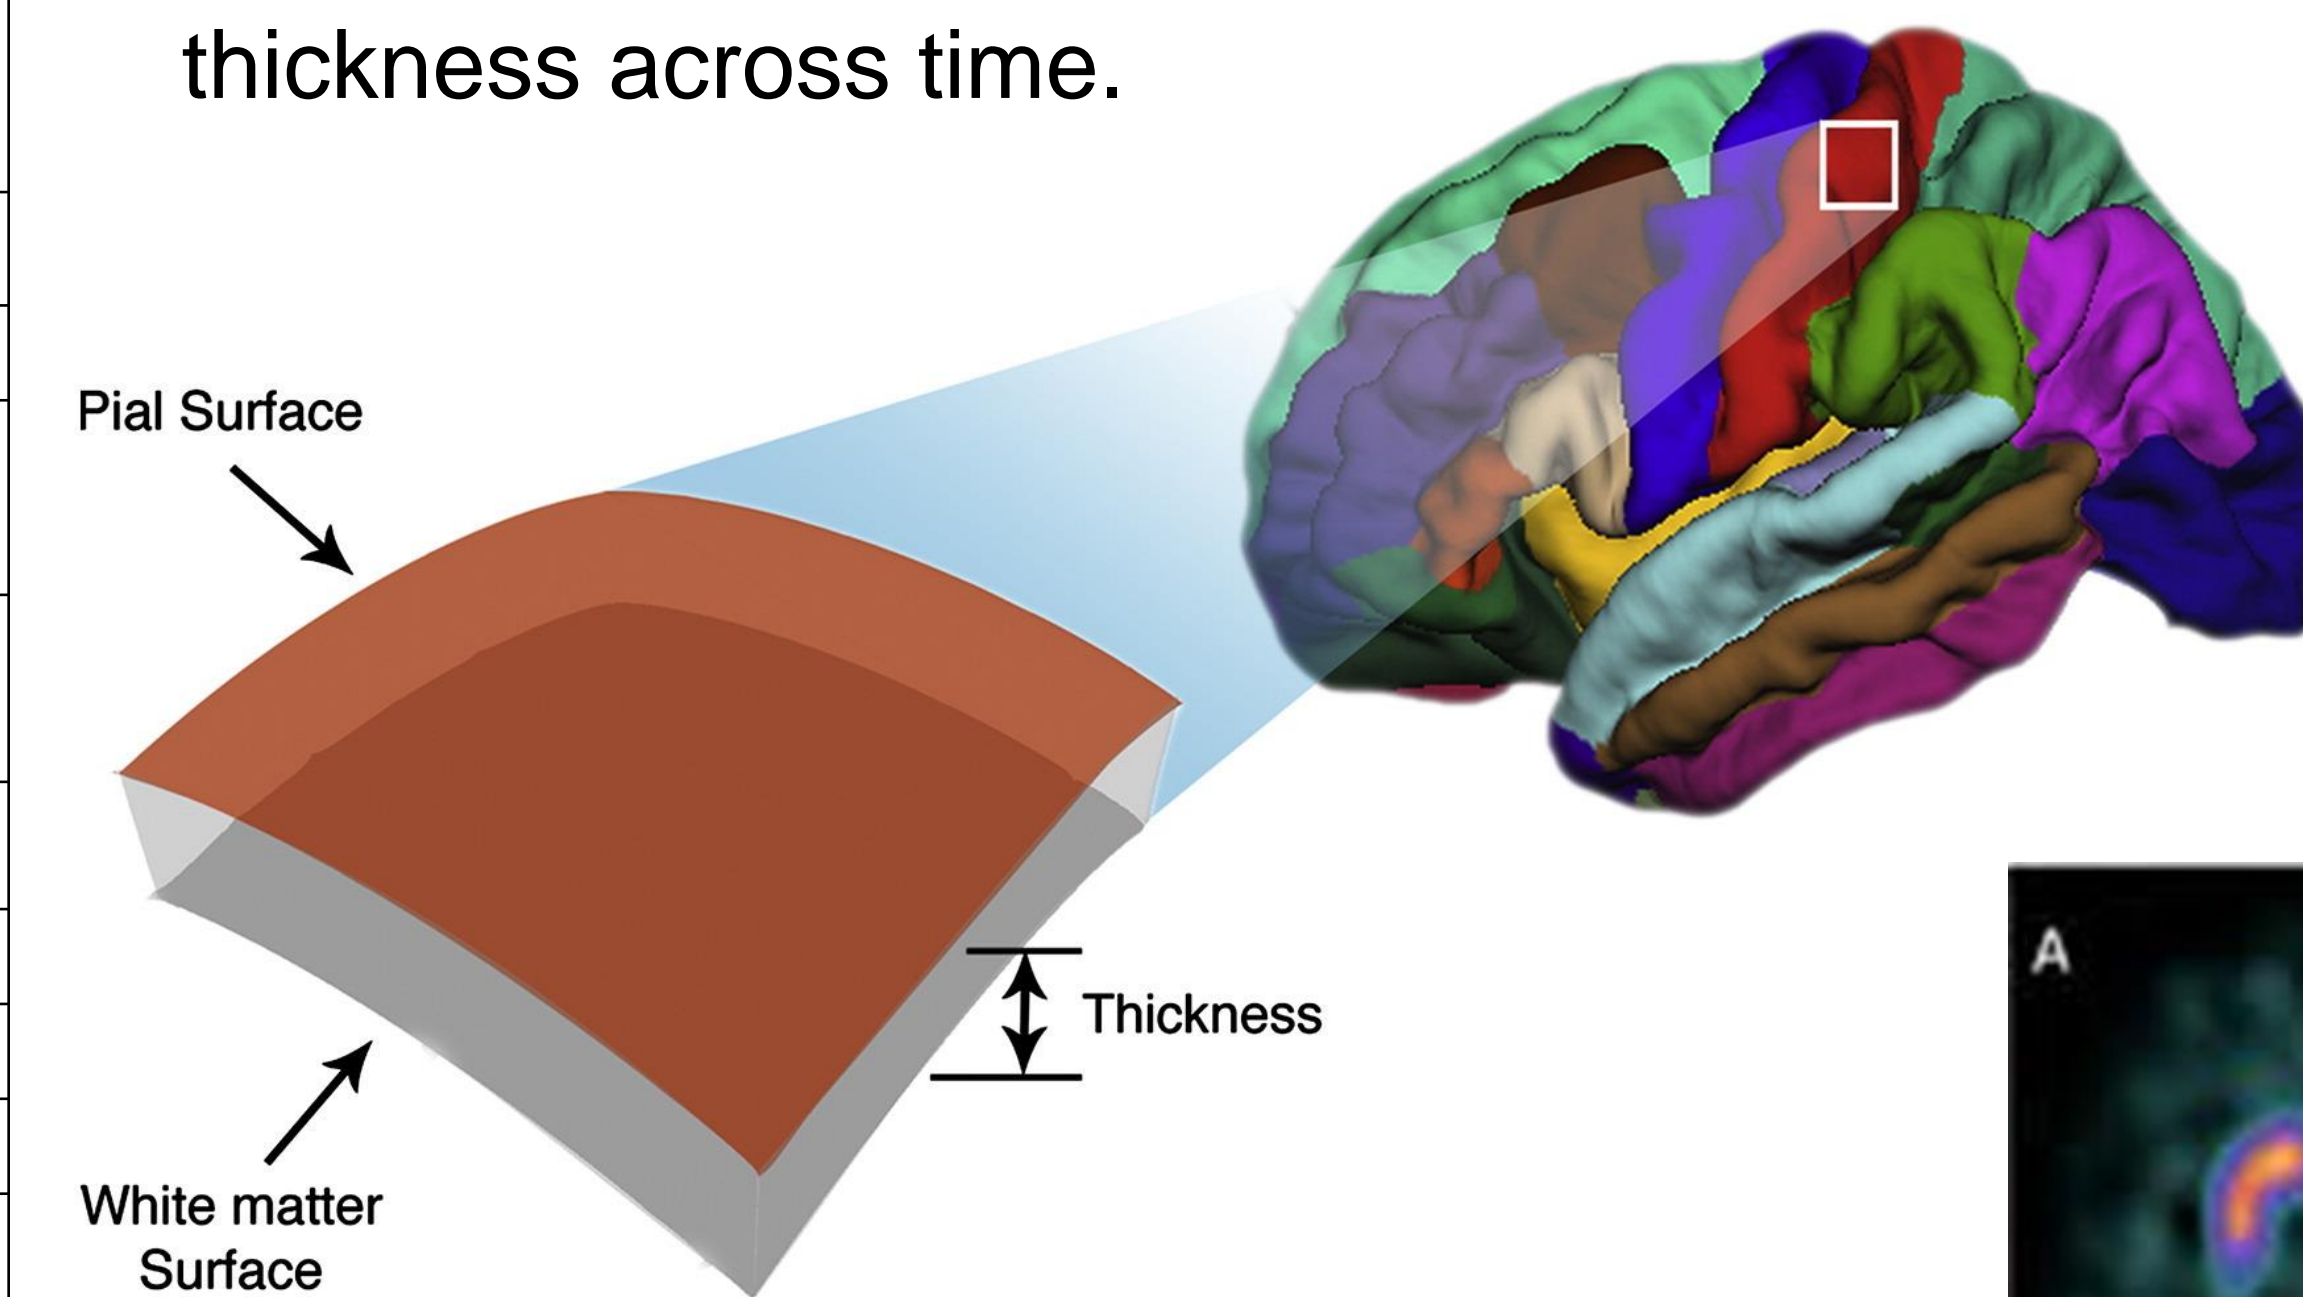 thickness across time.
Pial Surface
Thickness
White matter
Surface
A